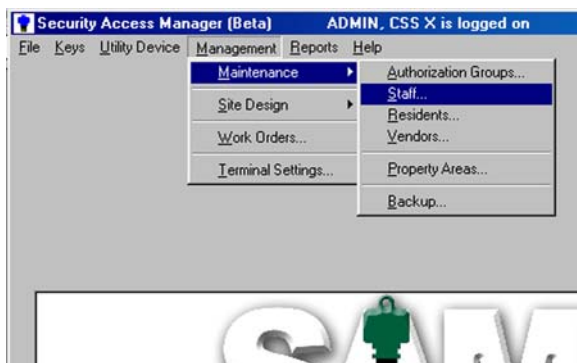 Security Access Manager (Beta) ADMIN, CSS X is logged on
File Keys Utility Device Management Reports Help
Maintenance
Site Design
Work Orders...
Terminal Settings...
Authorization Groups...
Staff...
Residents...
Vendors...
Property Areas...
Backup...
SAM